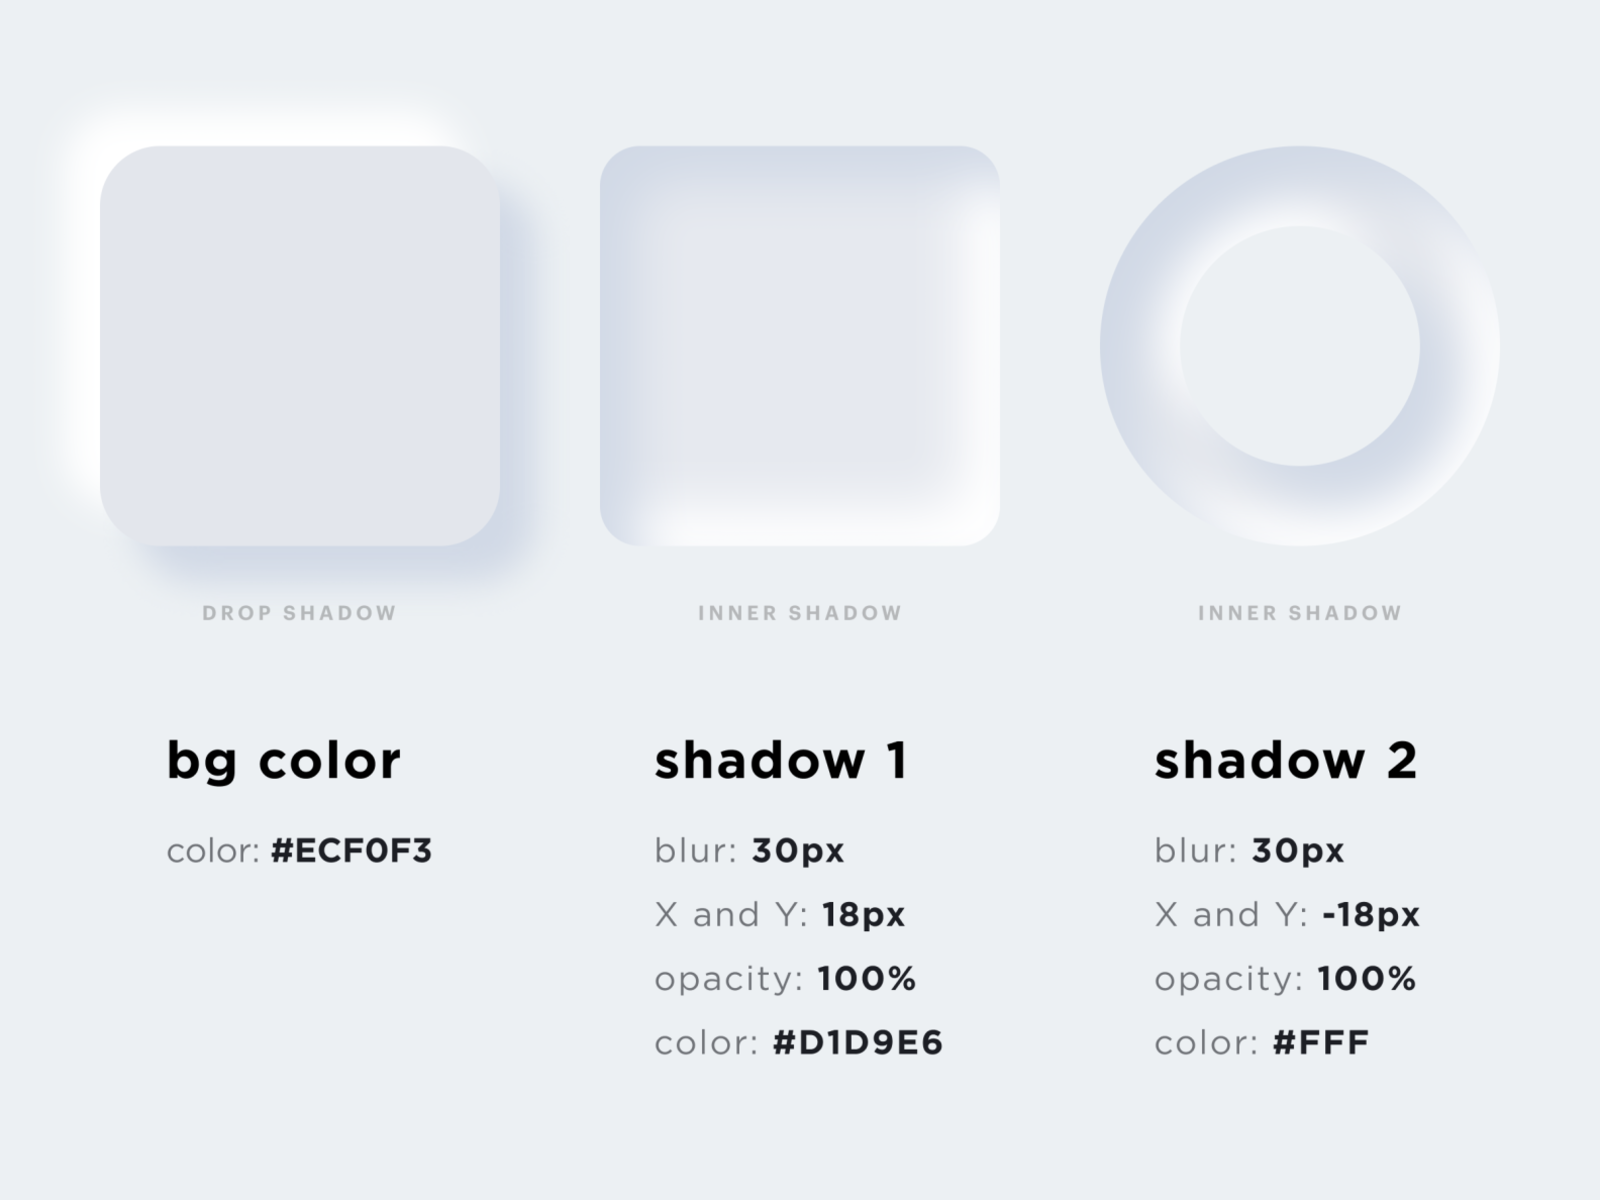 DROP SHADOW
INNER SHADOW
INNER SHADOW
bg color
color: #ECF0F3
shadow 1
blur: 30px
X and Y: 18px
opacity: 100%
color: #D1D9E6
shadow 2
blur: 30px
X and Y: -18px
opacity: 100%
color: #FFF